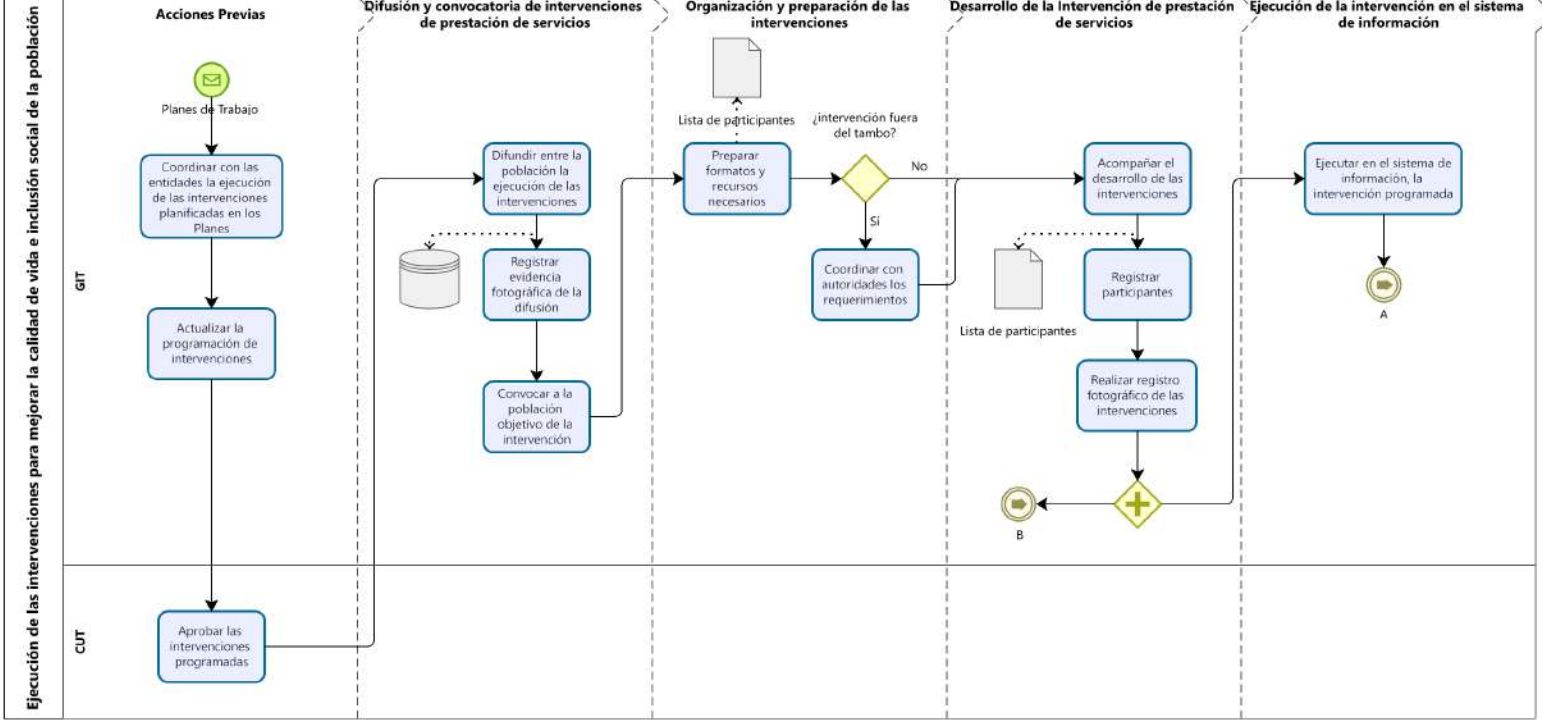 Ejecución de las intervenciones para mejorar la calidad de vida e inclusión social de la población
GIT
CUT
Acciones Previas
Planes de Trabajo
Coordinar con las
entidades la ejecución
de las intervenciones
planificadas en los
Planes
Actualizar la
programación de
intervenciones
Aprobar las
intervenciones
programadas
Difusión y convocatoria de intervenciones
de prestación de servicios
Difundir entre la
población la
ejecución de las
intervenciones
Registrar
evidencia
fotográfica de la
difusión
Convocar a la
población
objetivo de la
intervención
Organización y preparación de las
intervenciones
Lista de participantes
Preparar
formatos y
recursos
necesarios
¿intervención fuera
del tambo?
No
Si
Coordinar con
autoridades los
requerimientos
Desarrollo de la Intervención de prestación
de servicios
Acompañar el
desarrollo de las
intervenciones
Registrar
participantes
Lista de participantes
Realizar registro
fotográfico de las
intervenciones
B
Ejecución de la intervención en el sistema
de información
Ejecutar en el sistema de
información, la
intervención programada
A